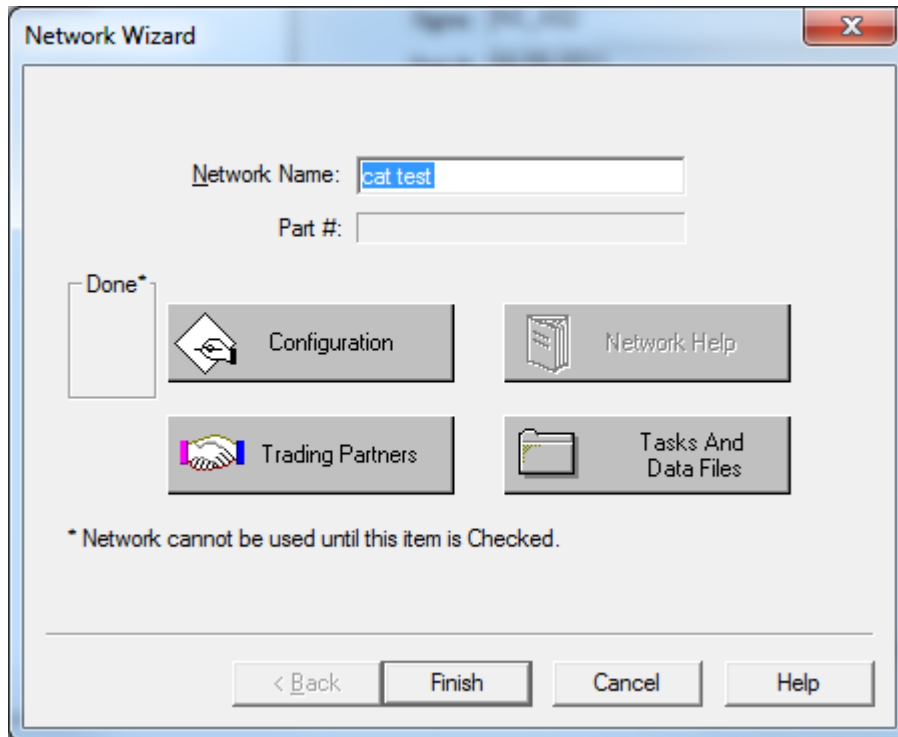 Network Wizard
Network Name: cat test
Part #:
Done*
Configuration
Network Help
Trading Partners
Tasks And
Data Files
* Network cannot be used until this item is Checked.
< Back
Finish
Cancel
Help